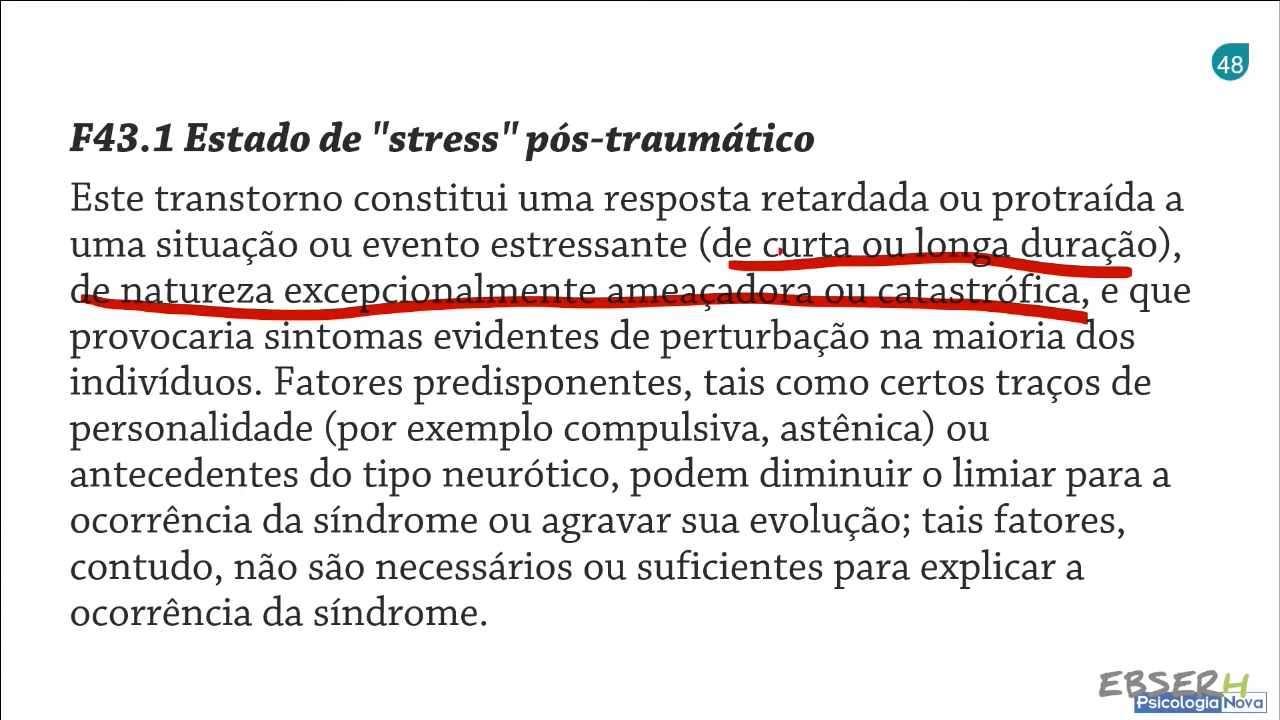 48
F43.1 Estado de "stress" pós-traumático
Este transtorno constitui uma resposta retardada ou protraída a
uma situação ou evento estressante (de curta ou longa duração),
de natureza excepcionalmente ameaçadora ou catastrófica, e que
provocaria sintomas evidentes de perturbação na maioria dos
indivíduos. Fatores predisponentes, tais como certos traços de
personalidade (por exemplo compulsiva, astênica) ou
antecedentes do tipo neurótico, podem diminuir o limiar para a
ocorrência da síndrome ou agravar sua evolução; tais fatores,
contudo, não são necessários ou suficientes para explicar a
ocorrência da síndrome.
EBSERH
Psicologia Nova